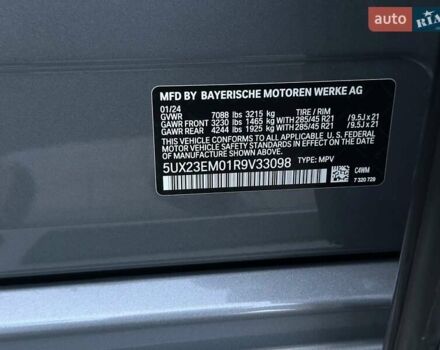 RIA
MFD BY BAYERISCHE MOTOREN WERKE AG
01/24
GVWR 7088 lbs 3215 kg TIRE / RIM
GAWR FRONT 3230 lbs 1465 kg WITH 285/45 R21 / 9.5J x 21
GAWR REAR 4244 lbs 1925 kg WITH 285/45 R21 / 9.5J x 21
THIS VEHICLE CONFORMS TO ALL APPLICABLE U.S. FEDERAL
MOTOR VEHICLE SAFETY STANDARDS IN EFFECT ON THE
DATE OF MANUFACTURE SHOWN ABOVE.
5UX23EM01R9V33098 TYPE: MPV
C4WM
7 320 729